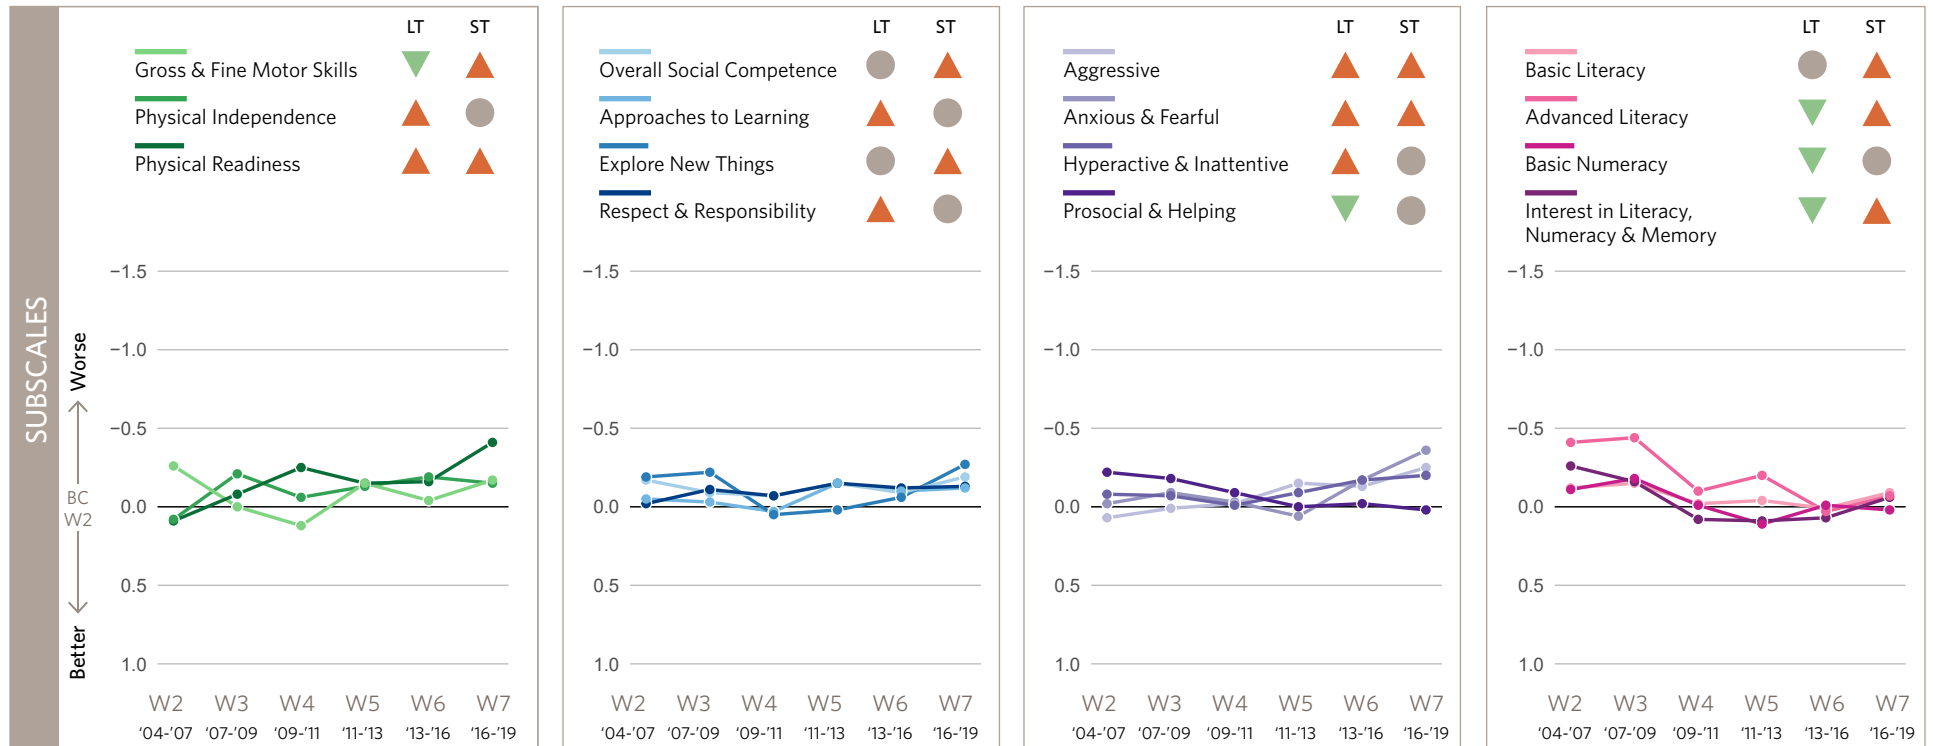 SUBSCALES
Worse
BC
W2
Better
LT ST
Gross & Fine Motor Skills
Physical Independence
Physical Readiness
−1.5
−1.0
−0.5
0.0
0.5
1.0
W2 W3 W4 W5 W6 W7
‘04-’07 ‘07-’09 ‘09-’11 ‘11-’13 ‘13-’16 ‘16-’19
LT ST
Overall Social Competence
Approaches to Learning
Explore New Things
Respect & Responsibility
−1.5
−1.0
−0.5
0.0
0.5
1.0
W2 W3 W4 W5 W6 W7
‘04-’07 ‘07-’09 ‘09-’11 ‘11-’13 ‘13-’16 ‘16-’19
LT ST
Aggressive
Anxious & Fearful
Hyperactive & Inattentive
Prosocial & Helping
−1.5
−1.0
−0.5
0.0
0.5
1.0
W2 W3 W4 W5 W6 W7
‘04-’07 ‘07-’09 ‘09-’11 ‘11-’13 ‘13-’16 ‘16-’19
LT ST
Basic Literacy
Advanced Literacy
Basic Numeracy
Interest in Literacy,
Numeracy & Memory
−1.5
−1.0
−0.5
0.0
0.5
1.0
W2 W3 W4 W5 W6 W7
‘04-’07 ‘07-’09 ‘09-’11 ‘11-’13 ‘13-’16 ‘16-’19